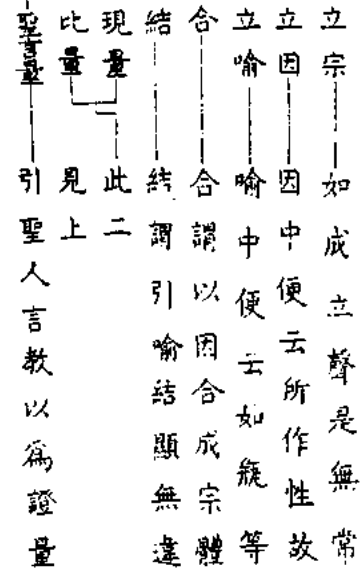 立宗——如成立聲是無常
立因——因中便云所作性故
立喻——喻中便云如瓶等
合——合謂以因合成宗體
結——結謂引喻結顯無違
現量 此二
比量 見上
聖言量——引聖人言教以爲證量